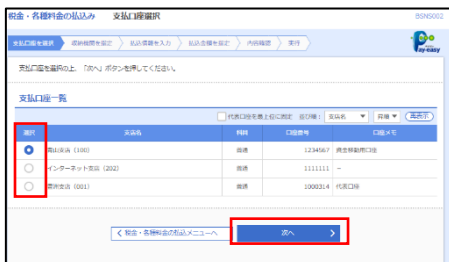 税金・各種料金の払込み 支払口座選択 BSNS002
支払口座を選択 収納機関を指定 払込情報を入力 払込金額を指定 内容確認 実行
Pay-easy
支払口座を選択の上、「次へ」ボタンを押してください。
支払口座一覧
代表口座を最上位に固定 並び順: 支店名 昇順 再表示
選択 支店名 科目 口座番号 口座メモ
青山支店 (100) 普通 1234567 資金移動用口座
インターネット支店 (202) 普通 1111111 -
支店 (001) 普通 1000314 代表口座
税金・各種料金の払込メニューへ 次へ